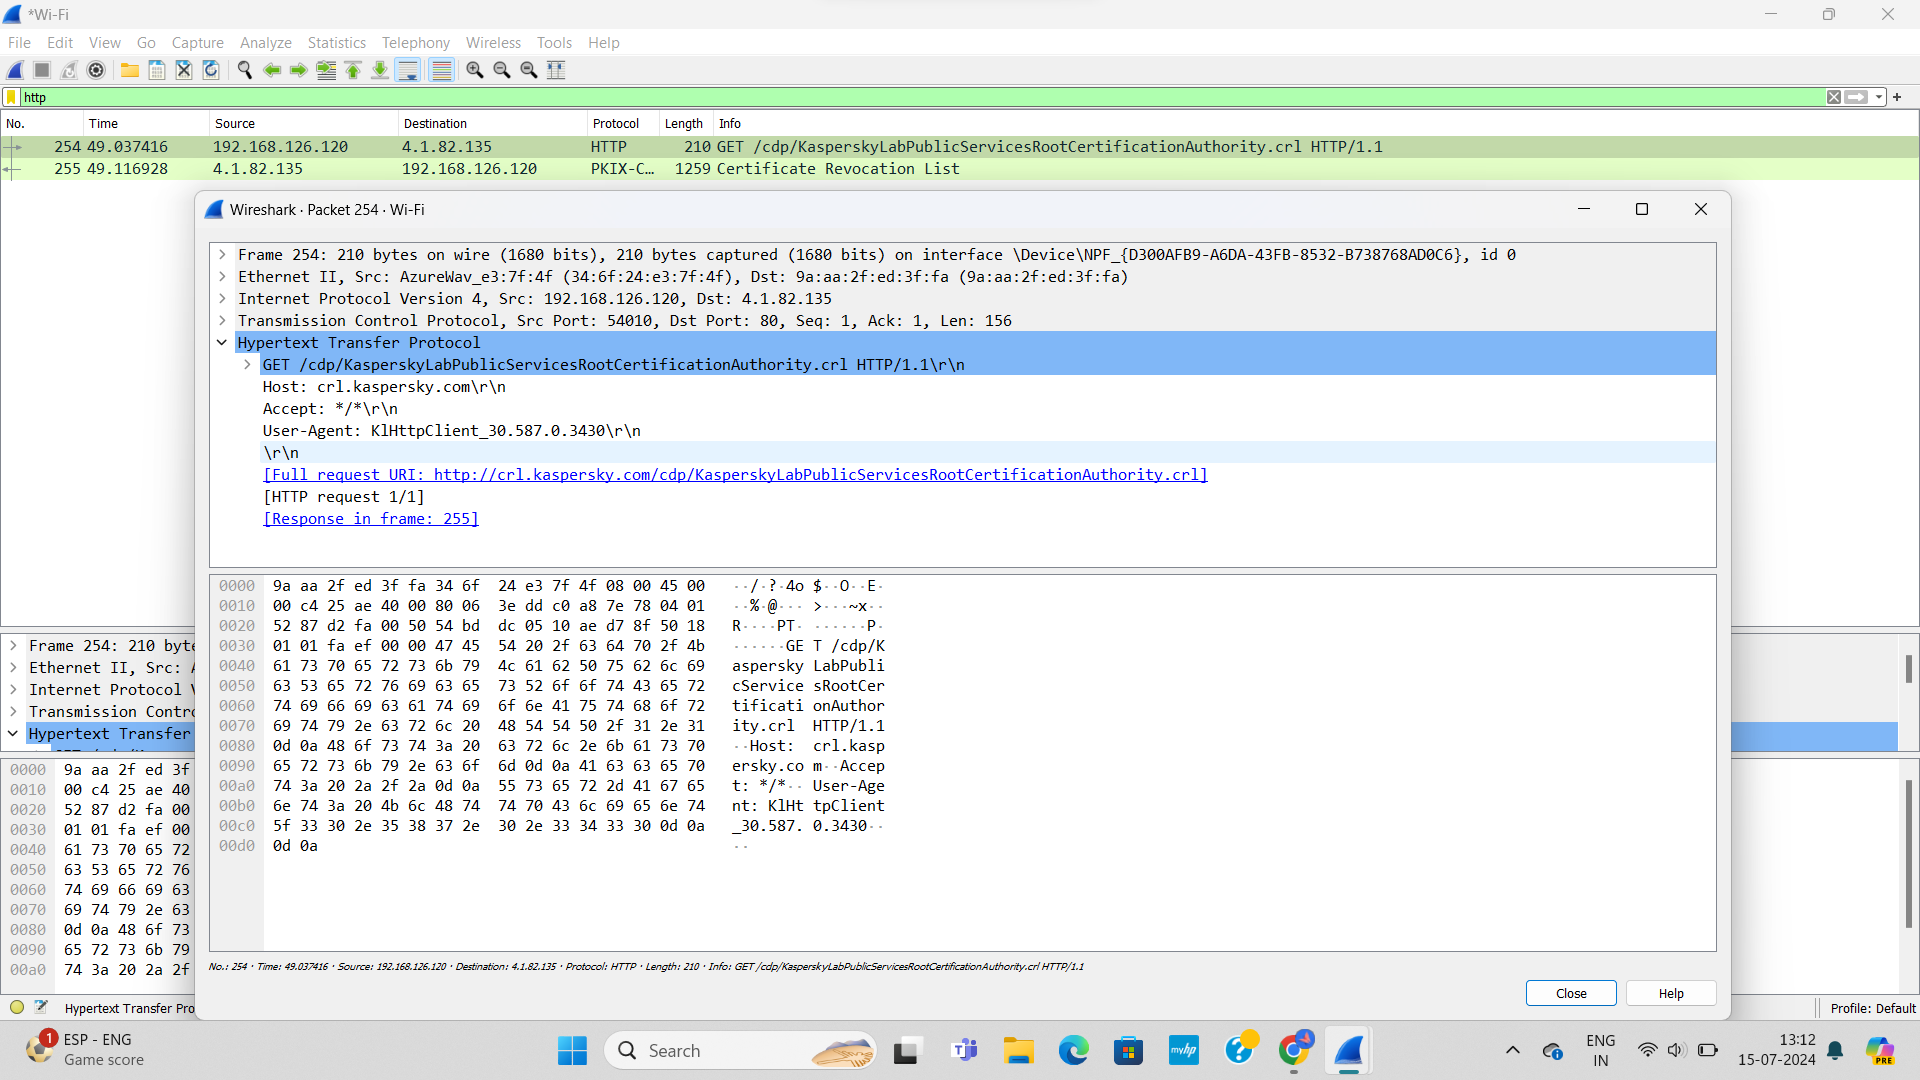 *Wi-Fi
File Edit View Go Capture Analyze Statistics Telephony Wireless Tools Help
http
No. Time Source Destination Protocol Length Info
254 49.037416 192.168.126.120 4.1.82.135 HTTP 210 GET /cdp/KasperskyLabPublicServicesRootCertificationAuthority.crl HTTP/1.1
255 49.116928 4.1.82.135 192.168.126.120 PKIX-C... 1259 Certificate Revocation List
Wireshark · Packet 254 · Wi-Fi
Frame 254: 210 bytes on wire (1680 bits), 210 bytes captured (1680 bits) on interface \Device\NPF_{D300AFB9-A6DA-43FB-8532-B738768AD0C6}, id 0
Ethernet II, Src: AzureWav_e3:7f:4f (34:6f:24:e3:7f:4f), Dst: 9a:aa:2f:ed:3f:fa (9a:aa:2f:ed:3f:fa)
Internet Protocol Version 4, Src: 192.168.126.120, Dst: 4.1.82.135
Transmission Control Protocol, Src Port: 54010, Dst Port: 80, Seq: 1, Ack: 1, Len: 156
Hypertext Transfer Protocol
GET /cdp/KasperskyLabPublicServicesRootCertificationAuthority.crl HTTP/1.1\r\n
Host: crl.kaspersky.com\r\n
Accept: */*\r\n
User-Agent: KlHttpClient_30.587.0.3430\r\n
\r\n
[Full request URI: http://crl.kaspersky.com/cdp/KasperskyLabPublicServicesRootCertificationAuthority.crl]
[HTTP request 1/1]
[Response in frame: 255]
0000 9a aa 2f ed 3f fa 34 6f 24 e3 7f 4f 08 00 45 00 ··/·?·4o $··O··E·
0010 00 c4 25 ae 40 00 80 06 3e dd c0 a8 7e 78 04 01 ··%·@··· >···~x··
0020 52 87 d2 fa 00 50 54 bd dc 05 10 ae d7 8f 50 18 R····PT· ······P·
0030 01 01 fa ef 00 00 47 45 54 20 2f 63 64 70 2f 4b ······GE T /cdp/K
0040 61 73 70 65 72 73 6b 79 4c 61 62 50 75 62 6c 69 aspersky LabPubli
0050 63 53 65 72 76 69 63 65 73 52 6f 6f 74 43 65 72 cService sRootCer
0060 74 69 66 69 63 61 74 69 6f 6e 41 75 74 68 6f 72 tificati onAuthor
0070 69 74 79 2e 63 72 6c 20 48 54 54 50 2f 31 2e 31 ity.crl HTTP/1.1
0080 0d 0a 48 6f 73 74 3a 20 63 72 6c 2e 6b 61 73 70 ··Host: crl.kasp
0090 65 72 73 6b 79 2e 63 6f 6d 0d 0a 41 63 63 65 70 ersky.co m··Accep
00a0 74 3a 20 2a 2f 2a 0d 0a 55 73 65 72 2d 41 67 65 t: */*·· User-Age
00b0 6e 74 3a 20 4b 6c 48 74 74 70 43 6c 69 65 6e 74 nt: KlHt tpClient
00c0 5f 33 30 2e 35 38 37 2e 30 2e 33 34 33 30 0d 0a _30.587. 0.3430··
00d0 0d 0a ··
No.: 254 · Time: 49.037416 · Source: 192.168.126.120 · Destination: 4.1.82.135 · Protocol: HTTP · Length: 210 · Info: GET /cdp/KasperskyLabPublicServicesRootCertificationAuthority.crl HTTP/1.1
Close Help
Frame 254: 210 byte
Ethernet II, Src:
Internet Protocol
Transmission Contr
Hypertext Transfer
0000 9a aa 2f ed 3f
0010 00 c4 25 ae 40
0020 52 87 d2 fa 00
0030 01 01 fa ef 00
0040 61 73 70 65 72
0050 63 53 65 72 76
0060 74 69 66 69 63
0070 69 74 79 2e 63
0080 0d 0a 48 6f 73
0090 65 72 73 6b 79
00a0 74 3a 20 2a 2f
Hypertext Transfer Pro
Profile: Default
1
ESP - ENG
Game score
Search
myhp
ENG
IN
13:12
15-07-2024
PRE